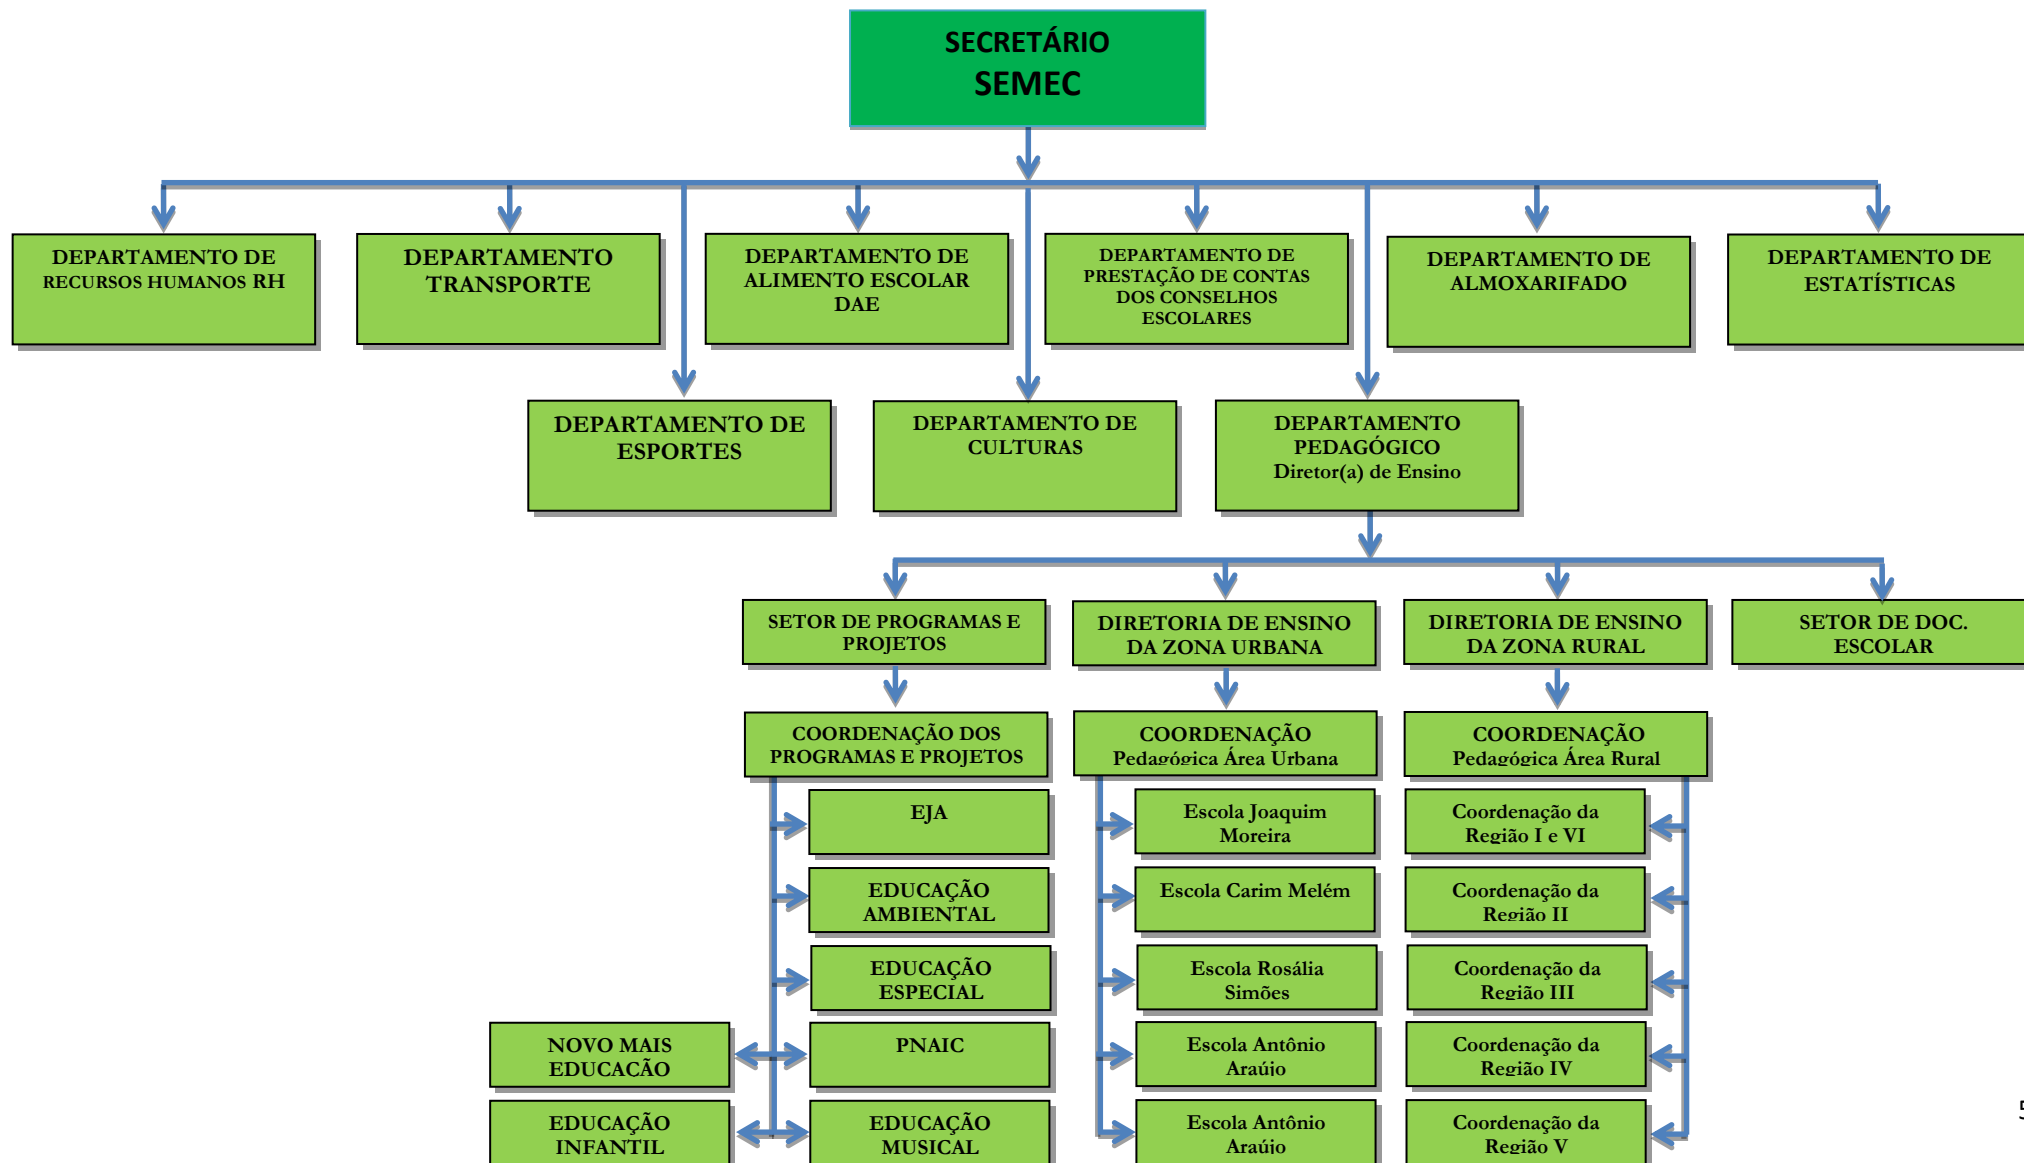 SECRETÁRIO
SEMEC
DEPARTAMENTO DE
RECURSOS HUMANOS RH
DEPARTAMENTO
TRANSPORTE
DEPARTAMENTO DE
ALIMENTO ESCOLAR
DAE
DEPARTAMENTO DE
PRESTAÇÃO DE CONTAS
DOS CONSELHOS
ESCOLARES
DEPARTAMENTO DE
ALMOXARIFADO
DEPARTAMENTO DE
ESTATÍSTICAS
DEPARTAMENTO DE
ESPORTES
DEPARTAMENTO DE
CULTURAS
DEPARTAMENTO
PEDAGÓGICO
Diretor(a) de Ensino
SETOR DE PROGRAMAS E
PROJETOS
DIRETORIA DE ENSINO
DA ZONA URBANA
DIRETORIA DE ENSINO
DA ZONA RURAL
SETOR DE DOC.
ESCOLAR
COORDENAÇÃO DOS
PROGRAMAS E PROJETOS
COORDENAÇÃO
Pedagógica Área Urbana
COORDENAÇÃO
Pedagógica Área Rural
EJA
Escola Joaquim
Moreira
Coordenação da
Região I e VI
EDUCAÇÃO
AMBIENTAL
Escola Carim Melém
Coordenação da
Região II
EDUCAÇÃO
ESPECIAL
Escola Rosália
Simões
Coordenação da
Região III
NOVO MAIS
EDUCAÇÃO
PNAIC
Escola Antônio
Araújo
Coordenação da
Região IV
EDUCAÇÃO
INFANTIL
EDUCAÇÃO
MUSICAL
Escola Antônio
Araújo
Coordenação da
Região V
5